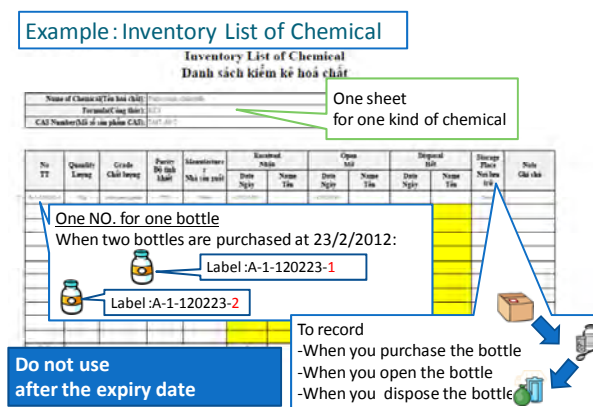 Example : Inventory List of Chemical
Inventory List of Chemical
Danh sách kiểm kê hoá chất
Name of Chemical(Tên hoá chất):
Formula(Công thức):
CAS Number(Mã số sản phẩm CAS):
One sheet
for one kind of chemical
No
TT
Quantity
Lượng
Grade
Chất lượng
Purity
Độ tinh
khiết
Manufacture
r
Nhà sản xuất
Received
Nhận
Open
Mở
Disposal
Hết
Date
Ngày
Name
Tên
Date
Ngày
Name
Tên
Date
Ngày
Name
Tên
Storage
Place
Nơi lưu
trữ
Note
Ghi chú
One NO. for one bottle
When two bottles are purchased at 23/2/2012:
Label :A-1-120223-1
Label :A-1-120223-2
To record
-When you purchase the bottle
-When you open the bottle
-When you dispose the bottle
Do not use
after the expiry date